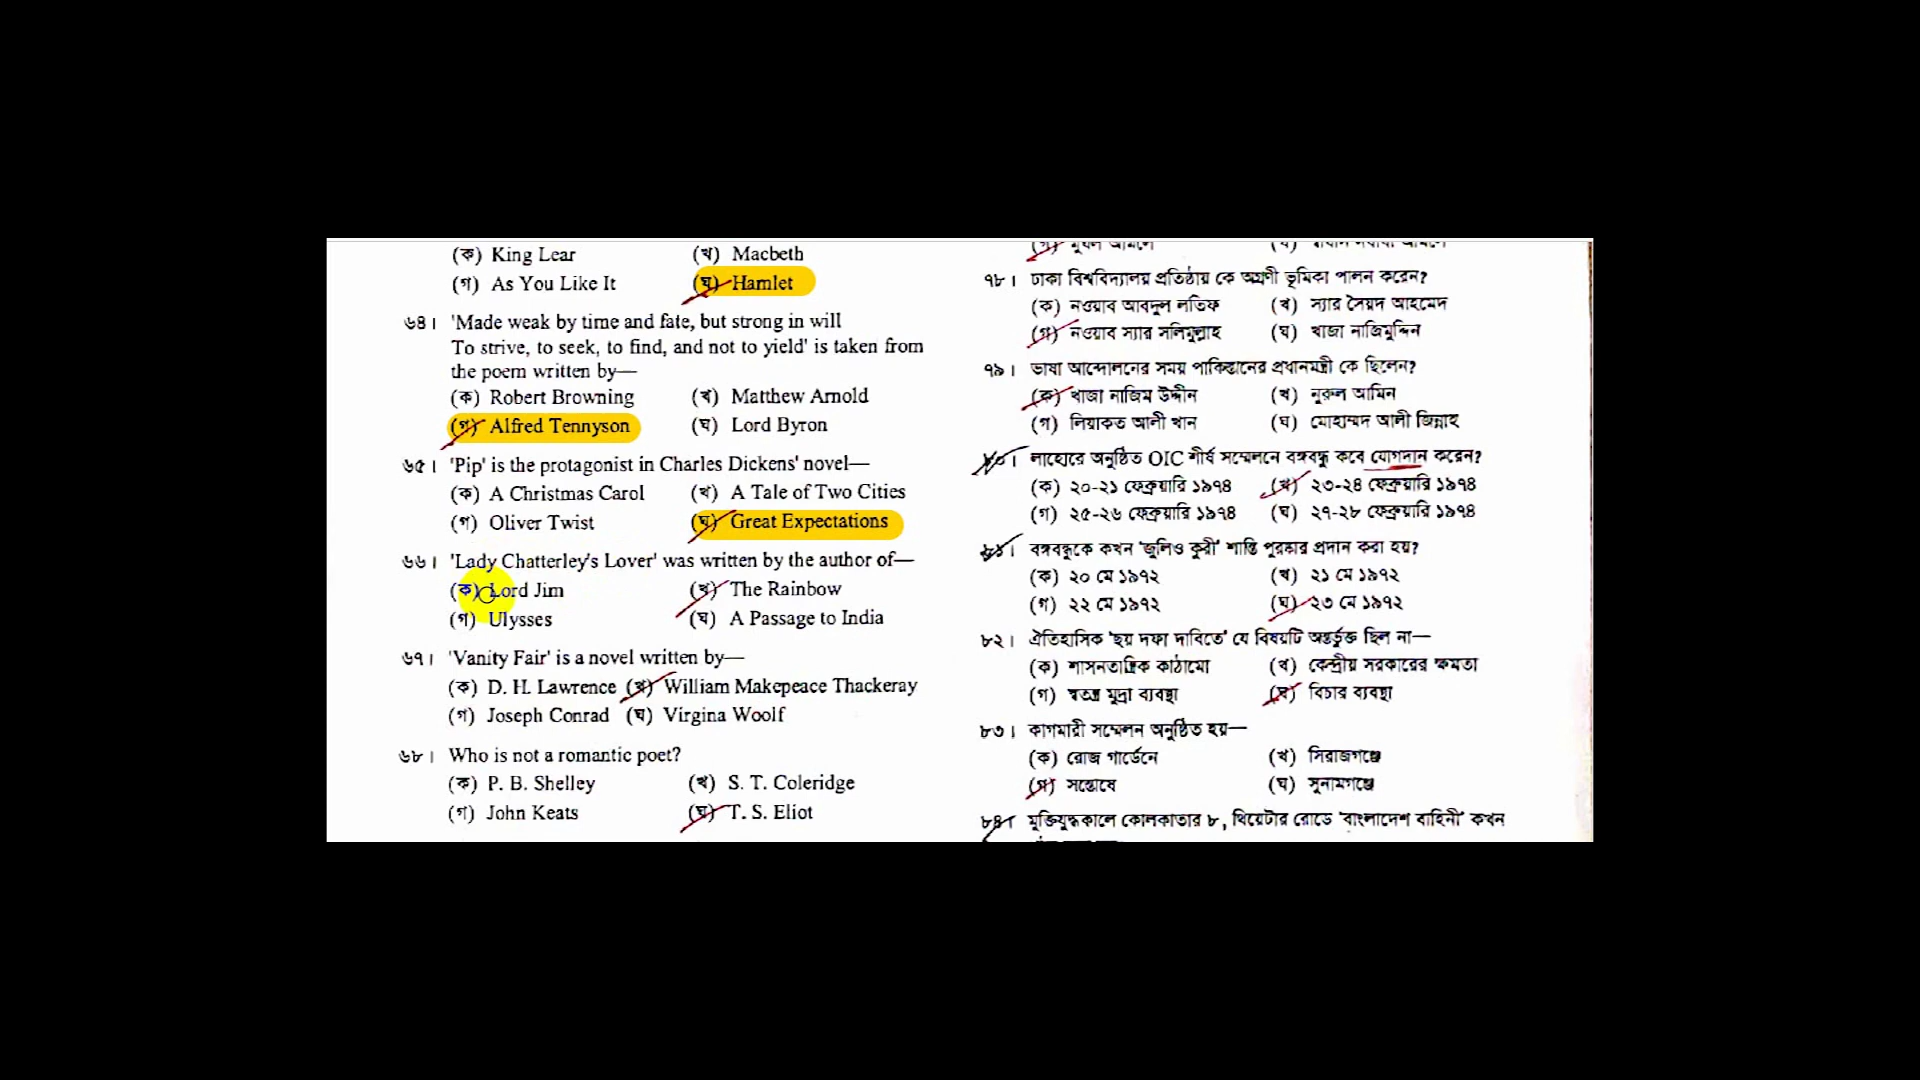 (ক) King Lear (খ) Macbeth
(গ) As You Like It (ঘ) Hamlet
৬৪। 'Made weak by time and fate, but strong in will
To strive, to seek, to find, and not to yield' is taken from
the poem written by—
(ক) Robert Browning (খ) Matthew Arnold
(গ) Alfred Tennyson (ঘ) Lord Byron
৬৫। 'Pip' is the protagonist in Charles Dickens' novel—
(ক) A Christmas Carol (খ) A Tale of Two Cities
(গ) Oliver Twist (ঘ) Great Expectations
৬৬। 'Lady Chatterley's Lover' was written by the author of—
(ক) Lord Jim (খ) The Rainbow
(গ) Ulysses (ঘ) A Passage to India
৬৭। 'Vanity Fair' is a novel written by—
(ক) D. H. Lawrence (খ) William Makepeace Thackeray
(গ) Joseph Conrad (ঘ) Virgina Woolf
৬৮। Who is not a romantic poet?
(ক) P. B. Shelley (খ) S. T. Coleridge
(গ) John Keats (ঘ) T. S. Eliot
(গ) মুঘল আমলে (ঘ)
৭৮। ঢাকা বিশ্ববিদ্যালয় প্রতিষ্ঠায় কে অগ্রণী ভূমিকা পালন করেন?
(ক) নওয়াব আবদুল লতিফ (খ) স্যার সৈয়দ আহমেদ
(গ) নওয়াব স্যার সলিমুল্লাহ (ঘ) খাজা নাজিমুদ্দিন
৭৯। ভাষা আন্দোলনের সময় পাকিস্তানের প্রধানমন্ত্রী কে ছিলেন?
(ক) খাজা নাজিম উদ্দীন (খ) নুরুল আমিন
(গ) লিয়াকত আলী খান (ঘ) মোহাম্মদ আলী জিন্নাহ
৮০। লাহোরে অনুষ্ঠিত OIC শীর্ষ সম্মেলনে বঙ্গবন্ধু কবে যোগদান করেন?
(ক) ২০-২১ ফেব্রুয়ারি ১৯৭৪ (খ) ২৩-২৪ ফেব্রুয়ারি ১৯৭৪
(গ) ২৫-২৬ ফেব্রুয়ারি ১৯৭৪ (ঘ) ২৭-২৮ ফেব্রুয়ারি ১৯৭৪
৮১। বঙ্গবন্ধুকে কখন 'জুলিও কুরী' শান্তি পুরস্কার প্রদান করা হয়?
(ক) ২০ মে ১৯৭২ (খ) ২১ মে ১৯৭২
(গ) ২২ মে ১৯৭২ (ঘ) ২৩ মে ১৯৭২
৮২। ঐতিহাসিক 'ছয় দফা দাবিতে' যে বিষয়টি অন্তর্ভুক্ত ছিল না—
(ক) শাসনতান্ত্রিক কাঠামো (খ) কেন্দ্রীয় সরকারের ক্ষমতা
(গ) স্বতন্ত্র মুদ্রা ব্যবস্থা (ঘ) বিচার ব্যবস্থা
৮৩। কাগমারী সম্মেলন অনুষ্ঠিত হয়—
(ক) রোজ গার্ডেনে (খ) সিরাজগঞ্জে
(গ) সন্তোষে (ঘ) সুনামগঞ্জে
৮৪। মুক্তিযুদ্ধকালে কোলকাতার ৮, থিয়েটার রোডে 'বাংলাদেশ বাহিনী' কখন